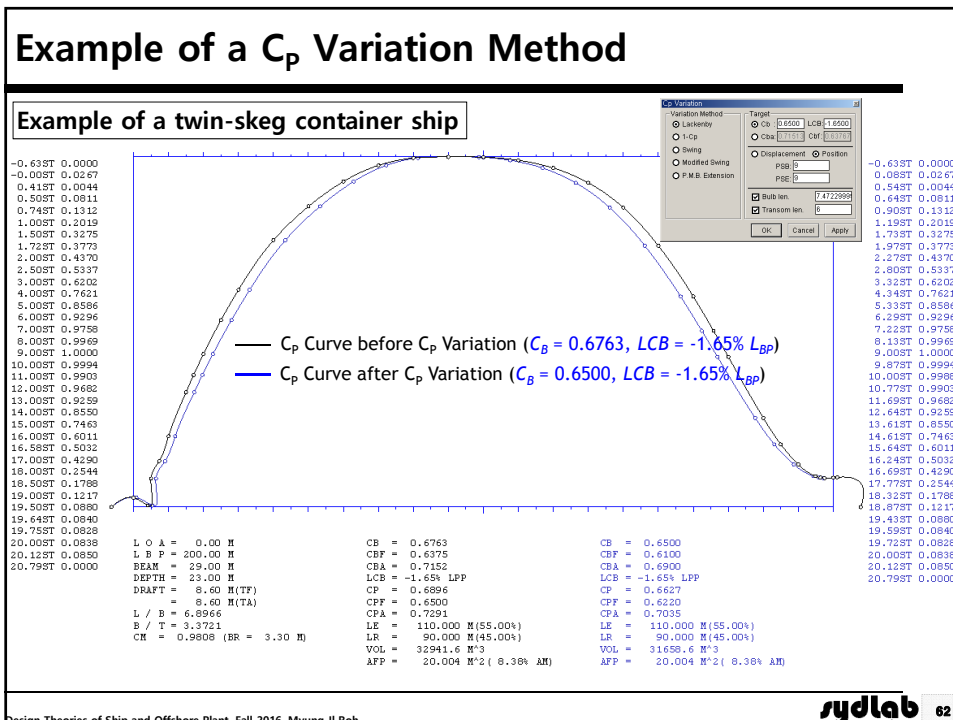 Example of a CP Variation Method
Example of a twin-skeg container ship
Cp Variation
Variation Method
Lackenby
1-Cp
Swing
Modified Swing
P.M.B. Extension
Target
Cb : 0.6500 LCB: -1.6500
Cba: 0.71513 Cbf: 0.63767
Displacement Position
PSB: 9
PSE: 9
Bulb len. 7.4722999
Transom len. 6
OK Cancel Apply
-0.63ST 0.0000
-0.00ST 0.0267
0.41ST 0.0044
0.50ST 0.0811
0.74ST 0.1312
1.00ST 0.2019
1.50ST 0.3275
1.72ST 0.3773
2.00ST 0.4370
2.50ST 0.5337
3.00ST 0.6202
4.00ST 0.7621
5.00ST 0.8586
6.00ST 0.9296
7.00ST 0.9758
8.00ST 0.9969
9.00ST 1.0000
10.00ST 0.9994
11.00ST 0.9903
12.00ST 0.9682
13.00ST 0.9259
14.00ST 0.8550
15.00ST 0.7463
16.00ST 0.6011
16.58ST 0.5032
17.00ST 0.4290
18.00ST 0.2544
18.50ST 0.1788
19.00ST 0.1217
19.50ST 0.0880
19.64ST 0.0840
19.75ST 0.0828
20.00ST 0.0838
20.12ST 0.0850
20.79ST 0.0000
CP Curve before CP Variation (CB = 0.6763, LCB = -1.65% LBP)
CP Curve after CP Variation (CB = 0.6500, LCB = -1.65% LBP)
-0.63ST 0.0000
0.08ST 0.0267
0.54ST 0.0044
0.64ST 0.0811
0.90ST 0.1312
1.19ST 0.2019
1.73ST 0.3275
1.97ST 0.3773
2.27ST 0.4370
2.80ST 0.5337
3.32ST 0.6202
4.34ST 0.7621
5.33ST 0.8586
6.29ST 0.9296
7.22ST 0.9758
8.13ST 0.9969
9.00ST 1.0000
9.87ST 0.9994
10.00ST 0.9988
10.77ST 0.9903
11.69ST 0.9682
12.64ST 0.9259
13.61ST 0.8550
14.61ST 0.7463
15.64ST 0.6011
16.24ST 0.5032
16.69ST 0.4290
17.77ST 0.2544
18.32ST 0.1788
18.87ST 0.1217
19.43ST 0.0880
19.59ST 0.0840
19.72ST 0.0828
20.00ST 0.0838
20.12ST 0.0850
20.79ST 0.0000
L O A = 0.00 M
L B P = 200.00 M
BEAM = 29.00 M
DEPTH = 23.00 M
DRAFT = 8.60 M(TF)
= 8.60 M(TA)
L / B = 6.8966
B / T = 3.3721
CM = 0.9808 (BR = 3.30 M)
CB = 0.6763
CBF = 0.6375
CBA = 0.7152
LCB = -1.65% LPP
CP = 0.6896
CPF = 0.6500
CPA = 0.7291
LE = 110.000 M(55.00%)
LR = 90.000 M(45.00%)
VOL = 32941.6 M^3
AFP = 20.004 M^2( 8.38% AM)
CB = 0.6500
CBF = 0.6100
CBA = 0.6900
LCB = -1.65% LPP
CP = 0.6627
CPF = 0.6220
CPA = 0.7035
LE = 110.000 M(55.00%)
LR = 90.000 M(45.00%)
VOL = 31658.6 M^3
AFP = 20.004 M^2( 8.38% AM)
Design Theories of Ship and Offshore Plant, Fall 2016, Myung-Il Roh
sydlab 62